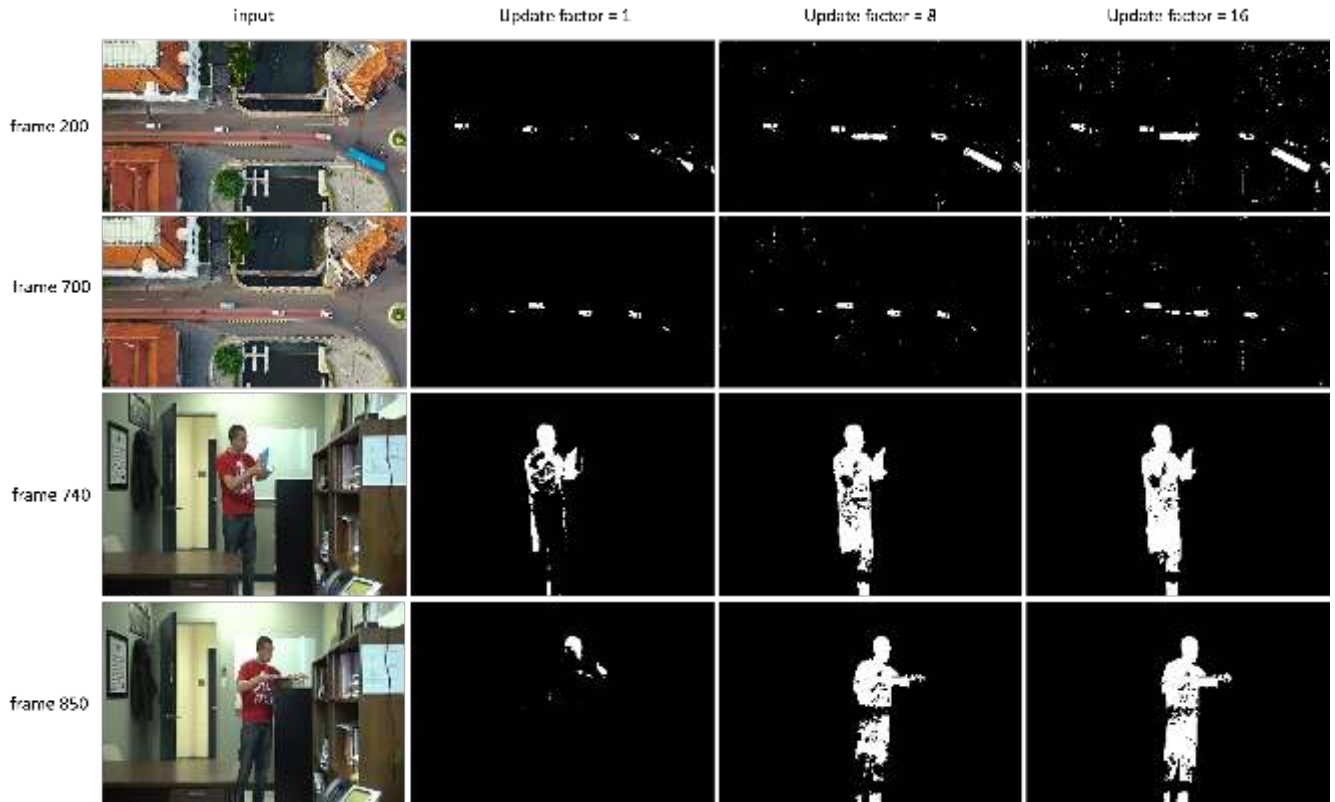 input Update factor = 1 Update factor = 8 Update factor = 16
frame 200
frame 700
frame 740
frame 850